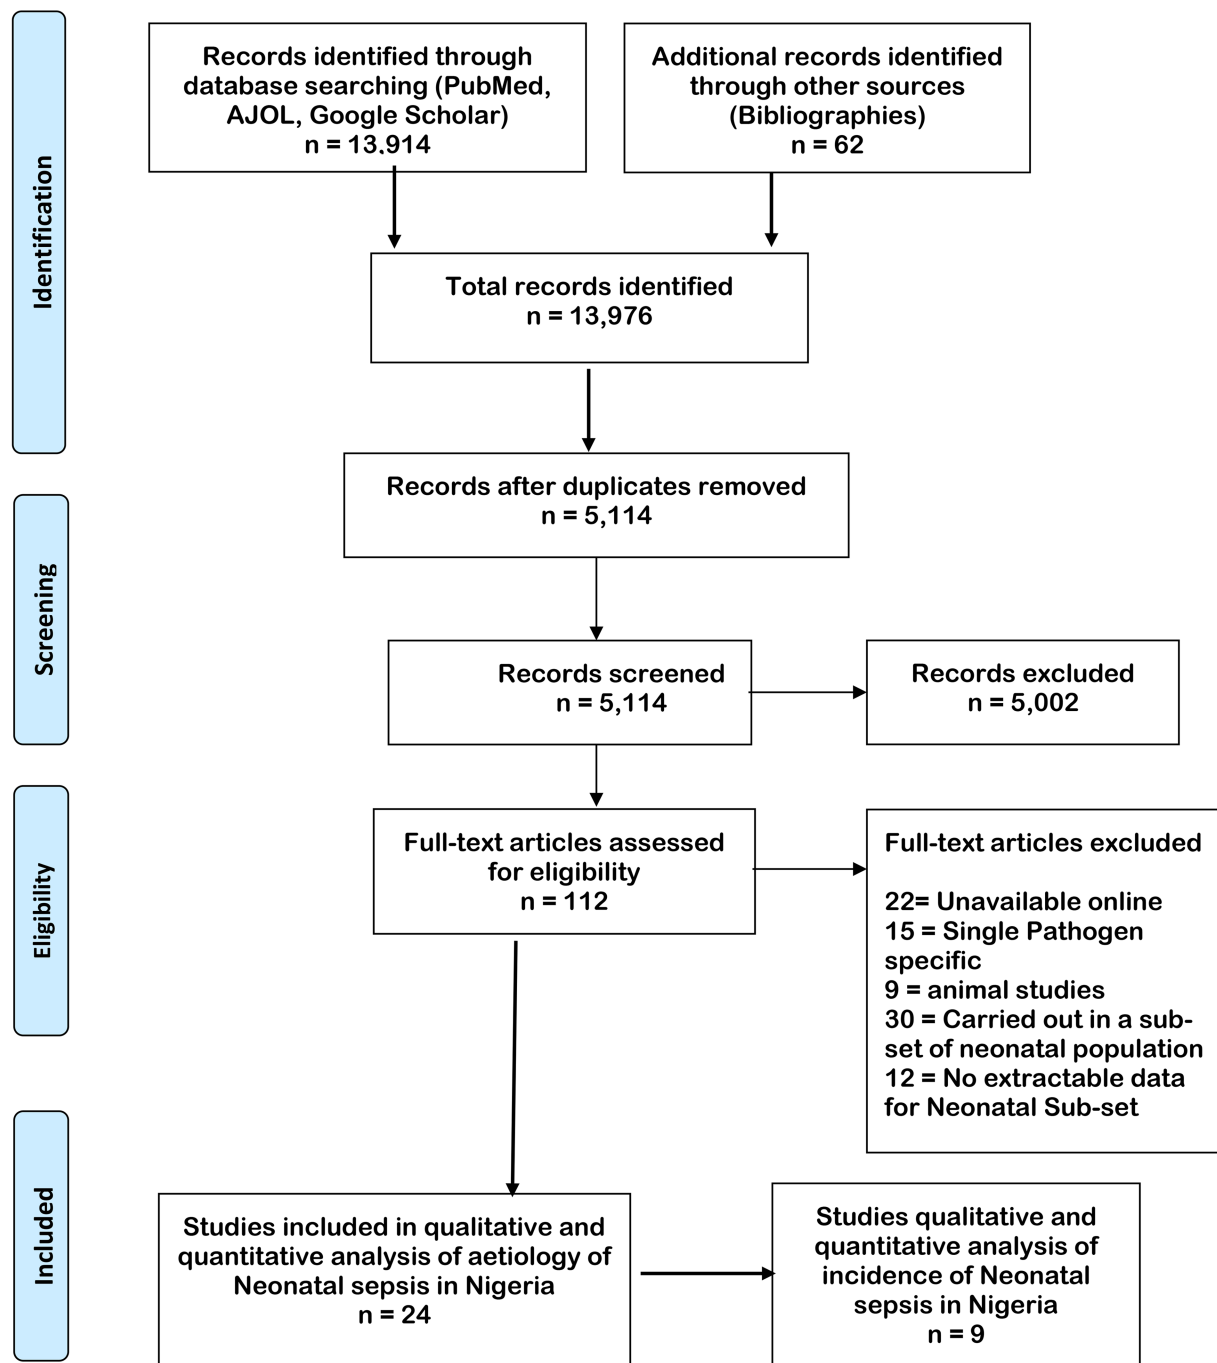 Identification
Records identified through
database searching (PubMed,
AJOL, Google Scholar)
n = 13,914
Additional records identified
through other sources
(Bibliographies)
n = 62
Total records identified
n = 13,976
Records after duplicates removed
n = 5,114
Screening
Records screened
n = 5,114
Records excluded
n = 5,002
Eligibility
Full-text articles assessed
for eligibility
n = 112
Full-text articles excluded
22= Unavailable online
15 = Single Pathogen
specific
9 = animal studies
30 = Carried out in a sub-
set of neonatal population
12 = No extractable data
for Neonatal Sub-set
Included
Studies included in qualitative and
quantitative analysis of aetiology of
Neonatal sepsis in Nigeria
n = 24
Studies qualitative and
quantitative analysis of
incidence of Neonatal
sepsis in Nigeria
n = 9